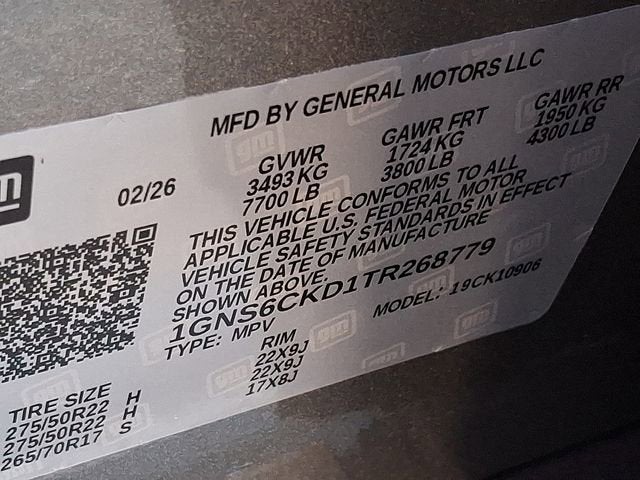 MFD BY GENERAL MOTORS LLC
gm
02/26
GVWR GAWR FRT GAWR RR
3493 KG 1724 KG 1950 KG
7700 LB 3800 LB 4300 LB
THIS VEHICLE CONFORMS TO ALL
APPLICABLE U.S. FEDERAL MOTOR
VEHICLE SAFETY STANDARDS IN EFFECT
ON THE DATE OF MANUFACTURE
SHOWN ABOVE.
1GNS6CKD1TR268779
TYPE: MPV MODEL: 19CK10906
TIRE SIZE RIM
275/50R22 H 22X9J
275/50R22 H 22X9J
265/70R17 S 17X8J